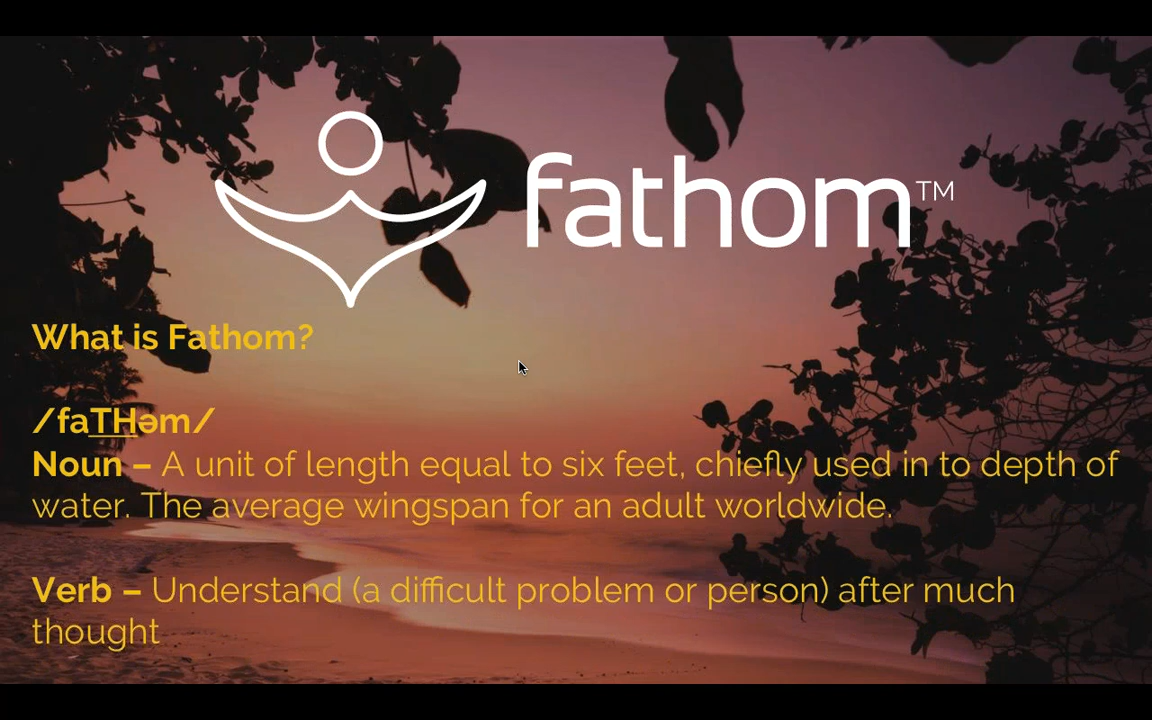 fathom™
What is Fathom?
/faTHəm/
Noun – A unit of length equal to six feet, chiefly used in to depth of
water. The average wingspan for an adult worldwide.
Verb – Understand (a difficult problem or person) after much
thought